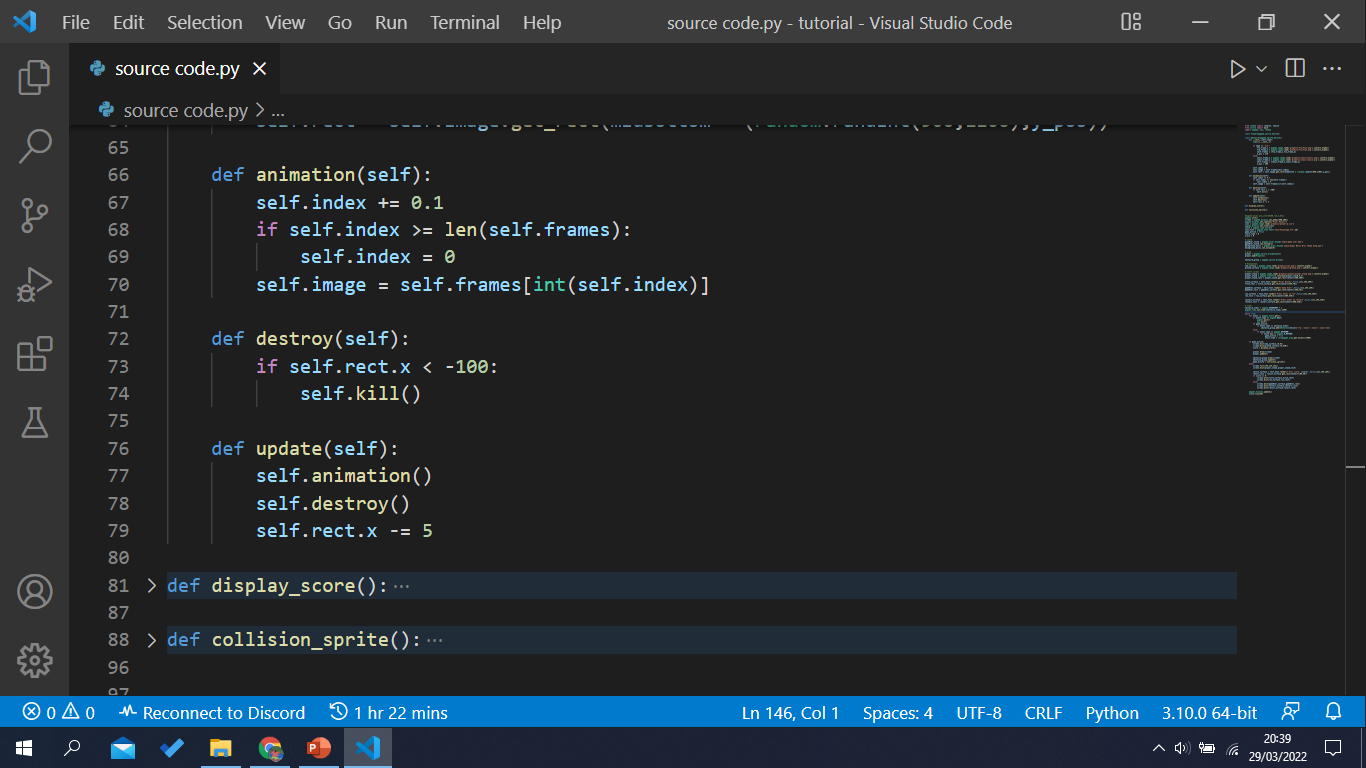 File Edit Selection View Go Run Terminal Help source code.py - tutorial - Visual Studio Code
source code.py
source code.py > ...
65
66 def animation(self):
67 self.index += 0.1
68 if self.index >= len(self.frames):
69 self.index = 0
70 self.image = self.frames[int(self.index)]
71
72 def destroy(self):
73 if self.rect.x < -100:
74 self.kill()
75
76 def update(self):
77 self.animation()
78 self.destroy()
79 self.rect.x -= 5
80
81 def display_score():···
87
88 def collision_sprite():···
96
97
0 0 Reconnect to Discord 1 hr 22 mins Ln 146, Col 1 Spaces: 4 UTF-8 CRLF Python 3.10.0 64-bit
20:39
29/03/2022